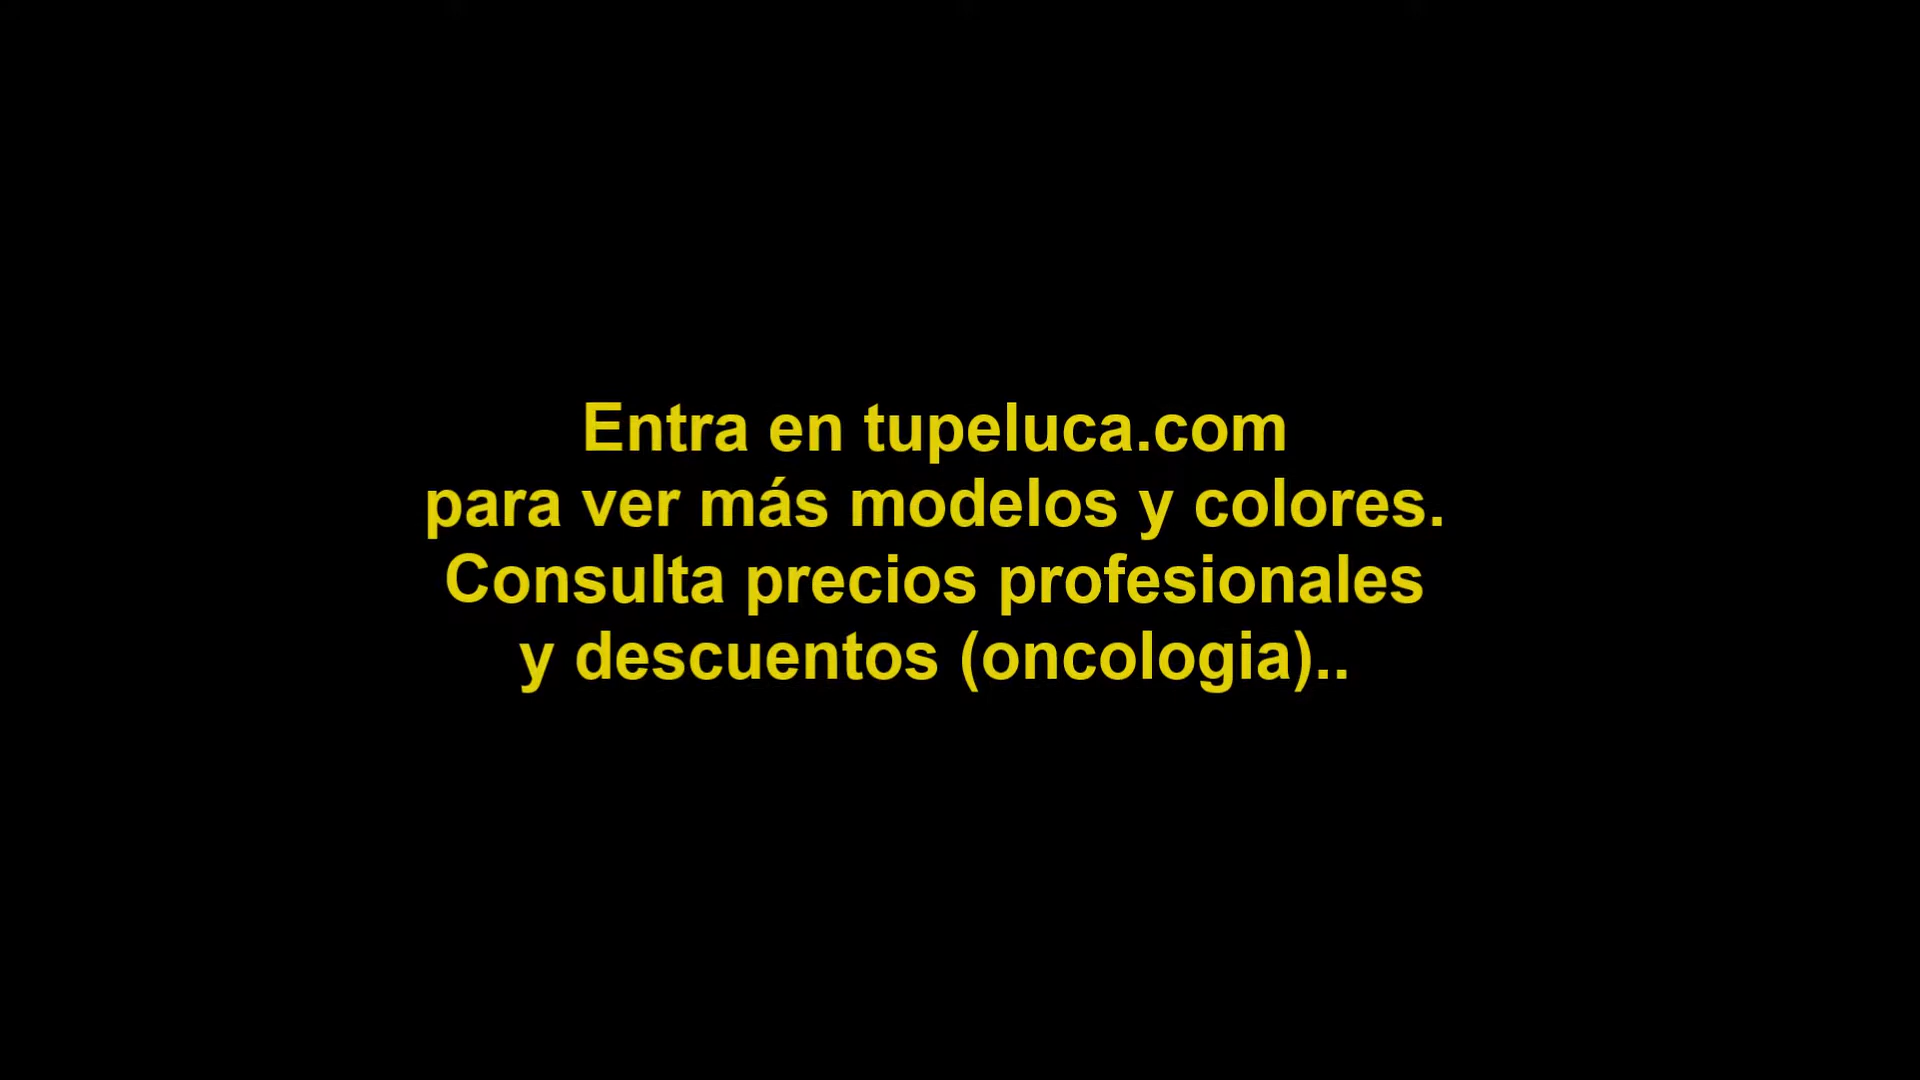 Entra en tupeluca.com
para ver más modelos y colores.
Consulta precios profesionales
y descuentos (oncologia)..